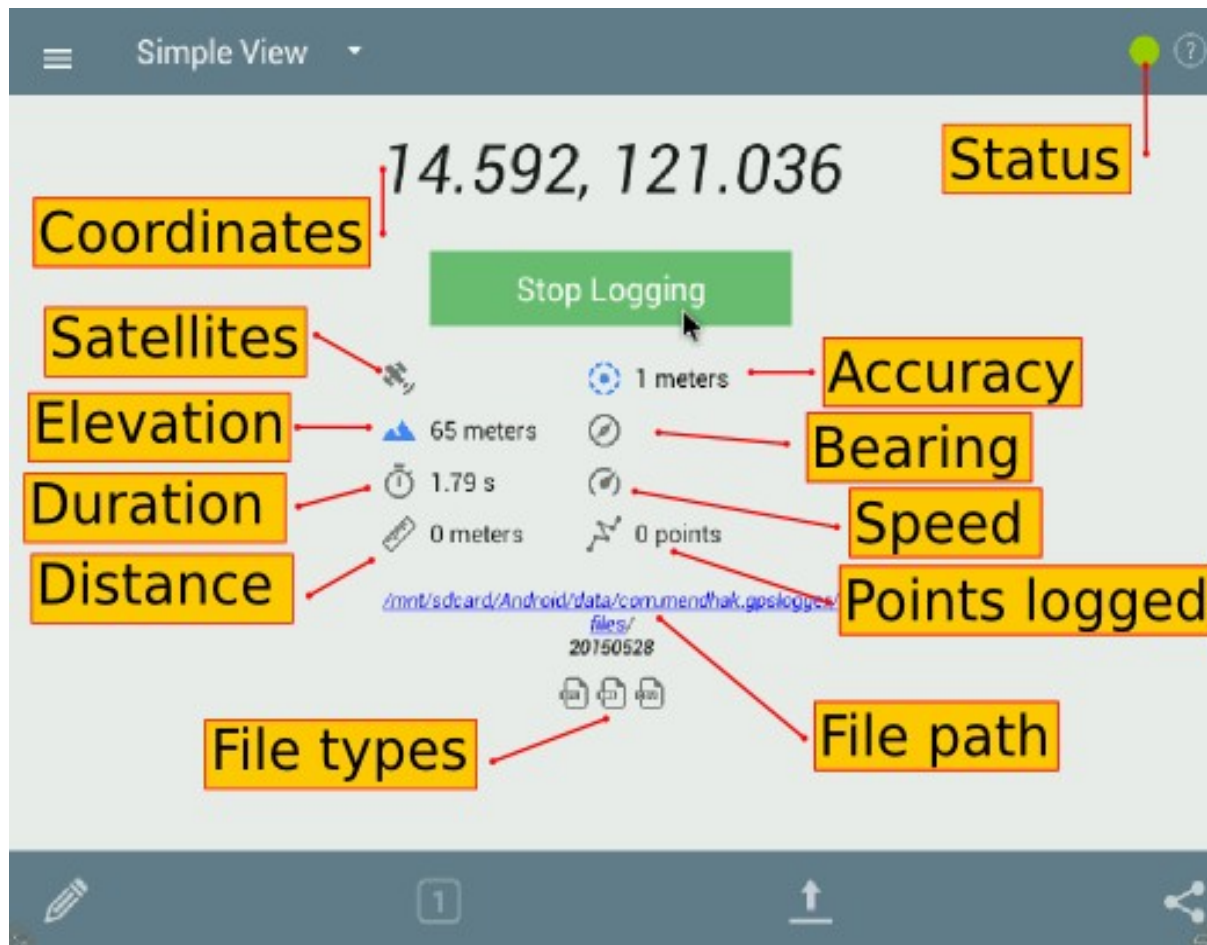 Simple View
?
14.592, 121.036
Status
Coordinates
Stop Logging
Satellites
1 meters
Accuracy
Elevation
65 meters
Bearing
Duration
1.79 s
Speed
Distance
0 meters
0 points
Points logged
/mnt/sdcard/Android/data/com.mendhak.gpslogger/
files/
20150528
File types
File path
1